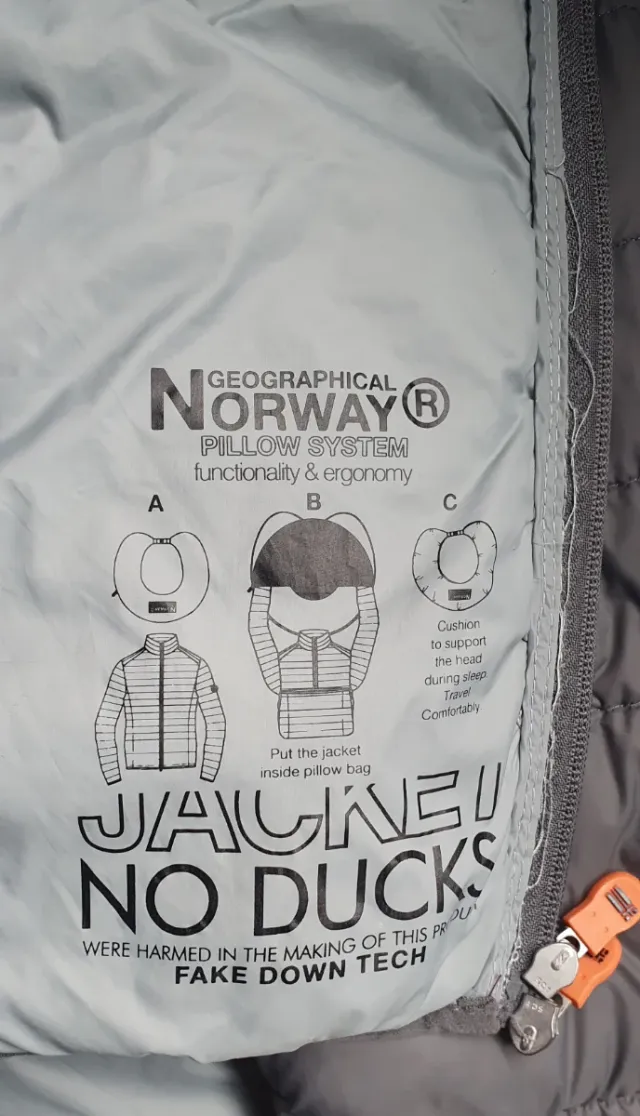 GEOGRAPHICAL
NORWAY®
PILLOW SYSTEM
functionality & ergonomy
A
B
C
Cushion
to support
the head
during sleep.
Travel
Comfortably
Put the jacket
inside pillow bag
JACKET
NO DUCKS
WERE HARMED IN THE MAKING OF THIS
FAKE DOWN TECH